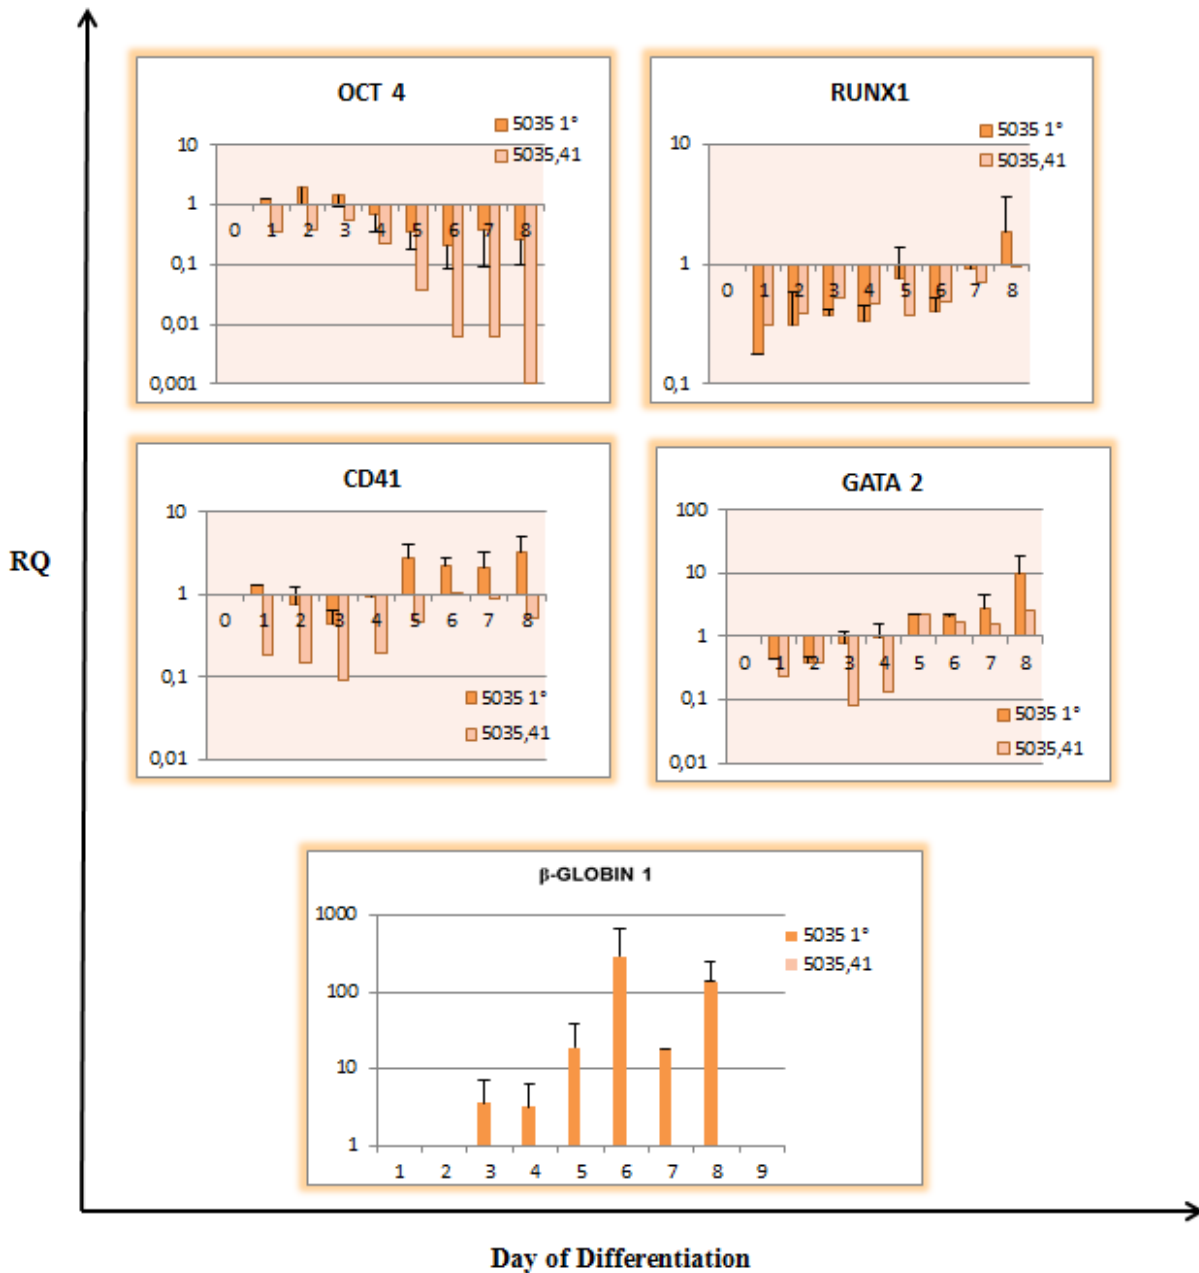 OCT 4
5035 1°
5035,41
10
1
0,1
0,01
0,001
0 1 2 3 4 5 6 7 8
RUNX1
5035 1°
5035,41
10
1
0,1
0 1 2 3 4 5 6 7 8
CD41
10
1
0,1
0,01
0 1 2 3 4 5 6 7 8
5035 1°
5035,41
GATA 2
100
10
1
0,1
0,01
0 1 2 3 4 5 6 7 8
5035 1°
5035,41
RQ
β-GLOBIN 1
1000
100
10
1
1 2 3 4 5 6 7 8 9
5035 1°
5035,41
Day of Differentiation